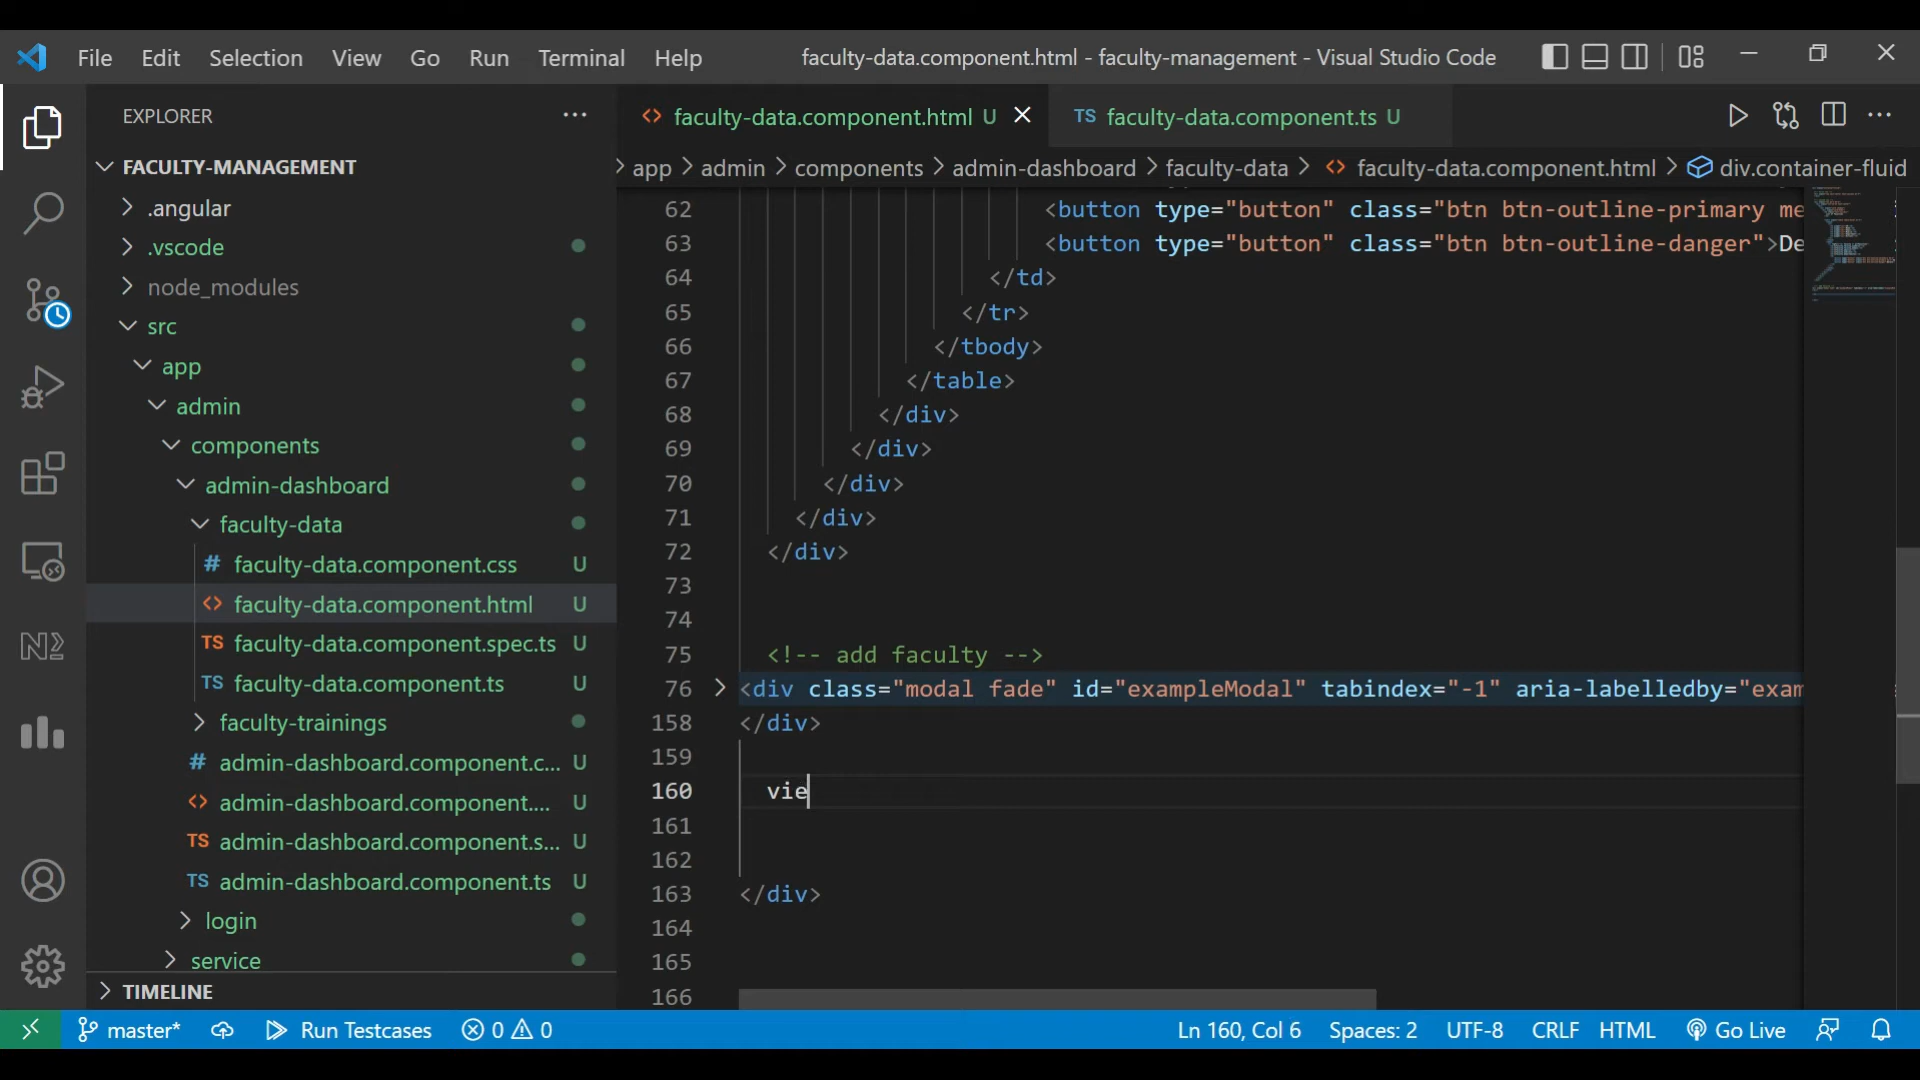 File Edit Selection View Go Run Terminal Help faculty-data.component.html - faculty-management - Visual Studio Code
EXPLORER
FACULTY-MANAGEMENT
.angular
.vscode
node_modules
src
app
admin
components
admin-dashboard
faculty-data
# faculty-data.component.css U
<> faculty-data.component.html U
TS faculty-data.component.spec.ts U
TS faculty-data.component.ts U
faculty-trainings
# admin-dashboard.component.c... U
<> admin-dashboard.component.... U
TS admin-dashboard.component.s... U
TS admin-dashboard.component.ts U
login
service
TIMELINE
<> faculty-data.component.html U
TS faculty-data.component.ts U
> app > admin > components > admin-dashboard > faculty-data > <> faculty-data.component.html > div.container-fluid
62 <button type="button" class="btn btn-outline-primary me
63 <button type="button" class="btn btn-outline-danger">De
64 </td>
65 </tr>
66 </tbody>
67 </table>
68 </div>
69 </div>
70 </div>
71 </div>
72 </div>
73
74
75 <!-- add faculty -->
76 <div class="modal fade" id="exampleModal" tabindex="-1" aria-labelledby="exam
158 </div>
159
160 vie
161
162
163 </div>
164
165
166
master* Run Testcases 0 0 Ln 160, Col 6 Spaces: 2 UTF-8 CRLF HTML Go Live